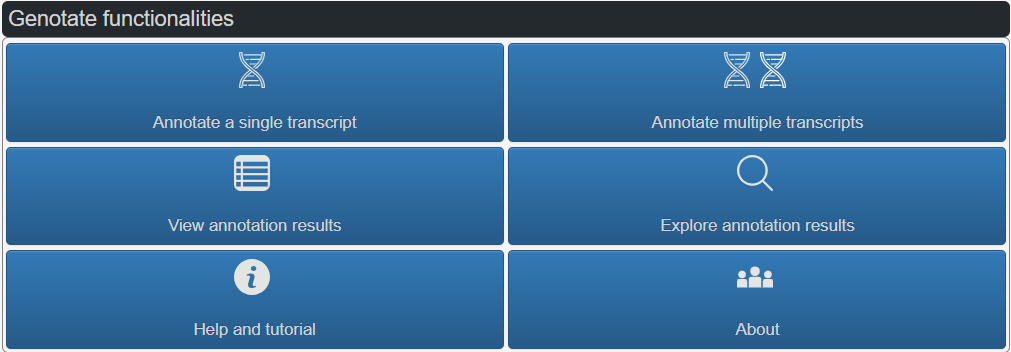 Genotate functionalities
Annotate a single transcript
Annotate multiple transcripts
View annotation results
Explore annotation results
Help and tutorial
About